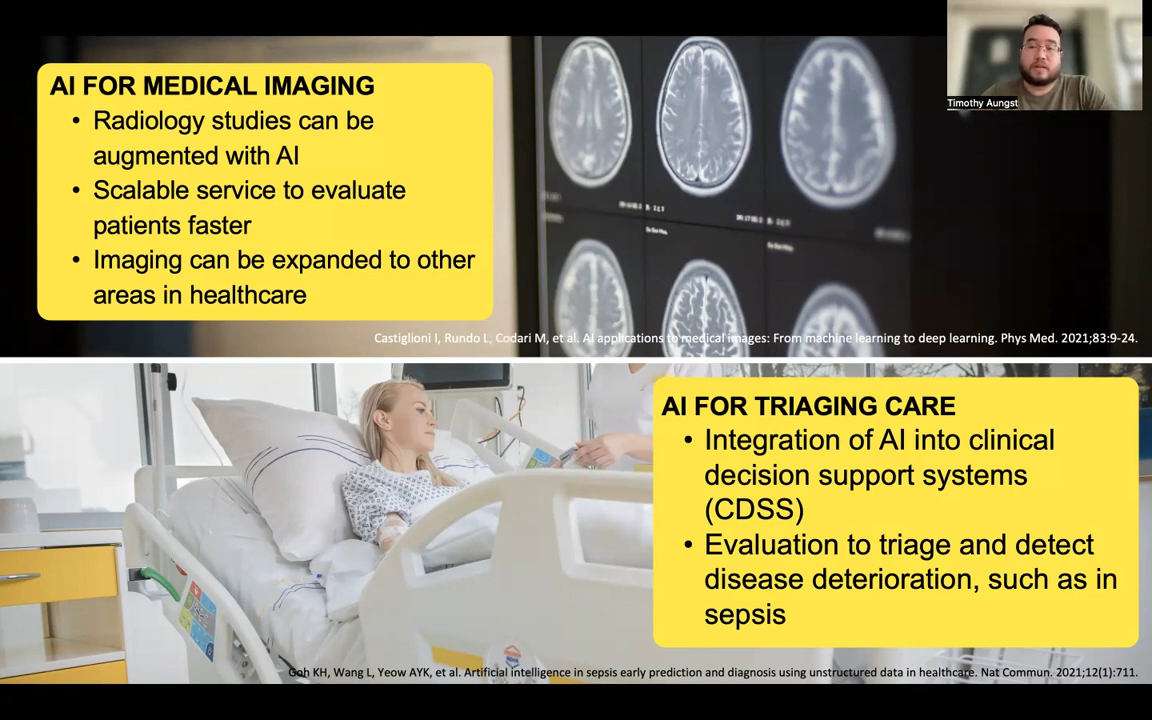 Timothy Aungst
AI FOR MEDICAL IMAGING
• Radiology studies can be
augmented with AI
• Scalable service to evaluate
patients faster
• Imaging can be expanded to other
areas in healthcare
Castiglioni I, Rundo L, Codari M, et al. AI applications to medical images: From machine learning to deep learning. Phys Med. 2021;83:9-24.
AI FOR TRIAGING CARE
• Integration of AI into clinical
decision support systems
(CDSS)
• Evaluation to triage and detect
disease deterioration, such as in
sepsis
Goh KH, Wang L, Yeow AYK, et al. Artificial intelligence in sepsis early prediction and diagnosis using unstructured data in healthcare. Nat Commun. 2021;12(1):711.